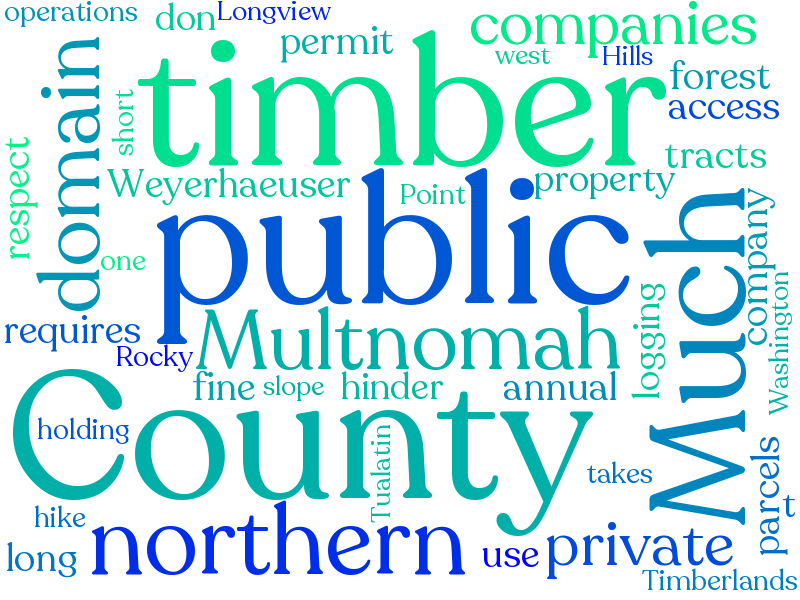 operations
don
Longview
companies
permit
west
Hills
timber
domain
forest
access
short
respect
tracts
Weyerhaeuser
Point
property
public
Much
company
one
requires
Multnomah
logging
Washington
Rocky
fine
slope
hinder
annual
County
holding
Tualatin
takes
parcels
t
hike
northern
long
use
private
Timberlands